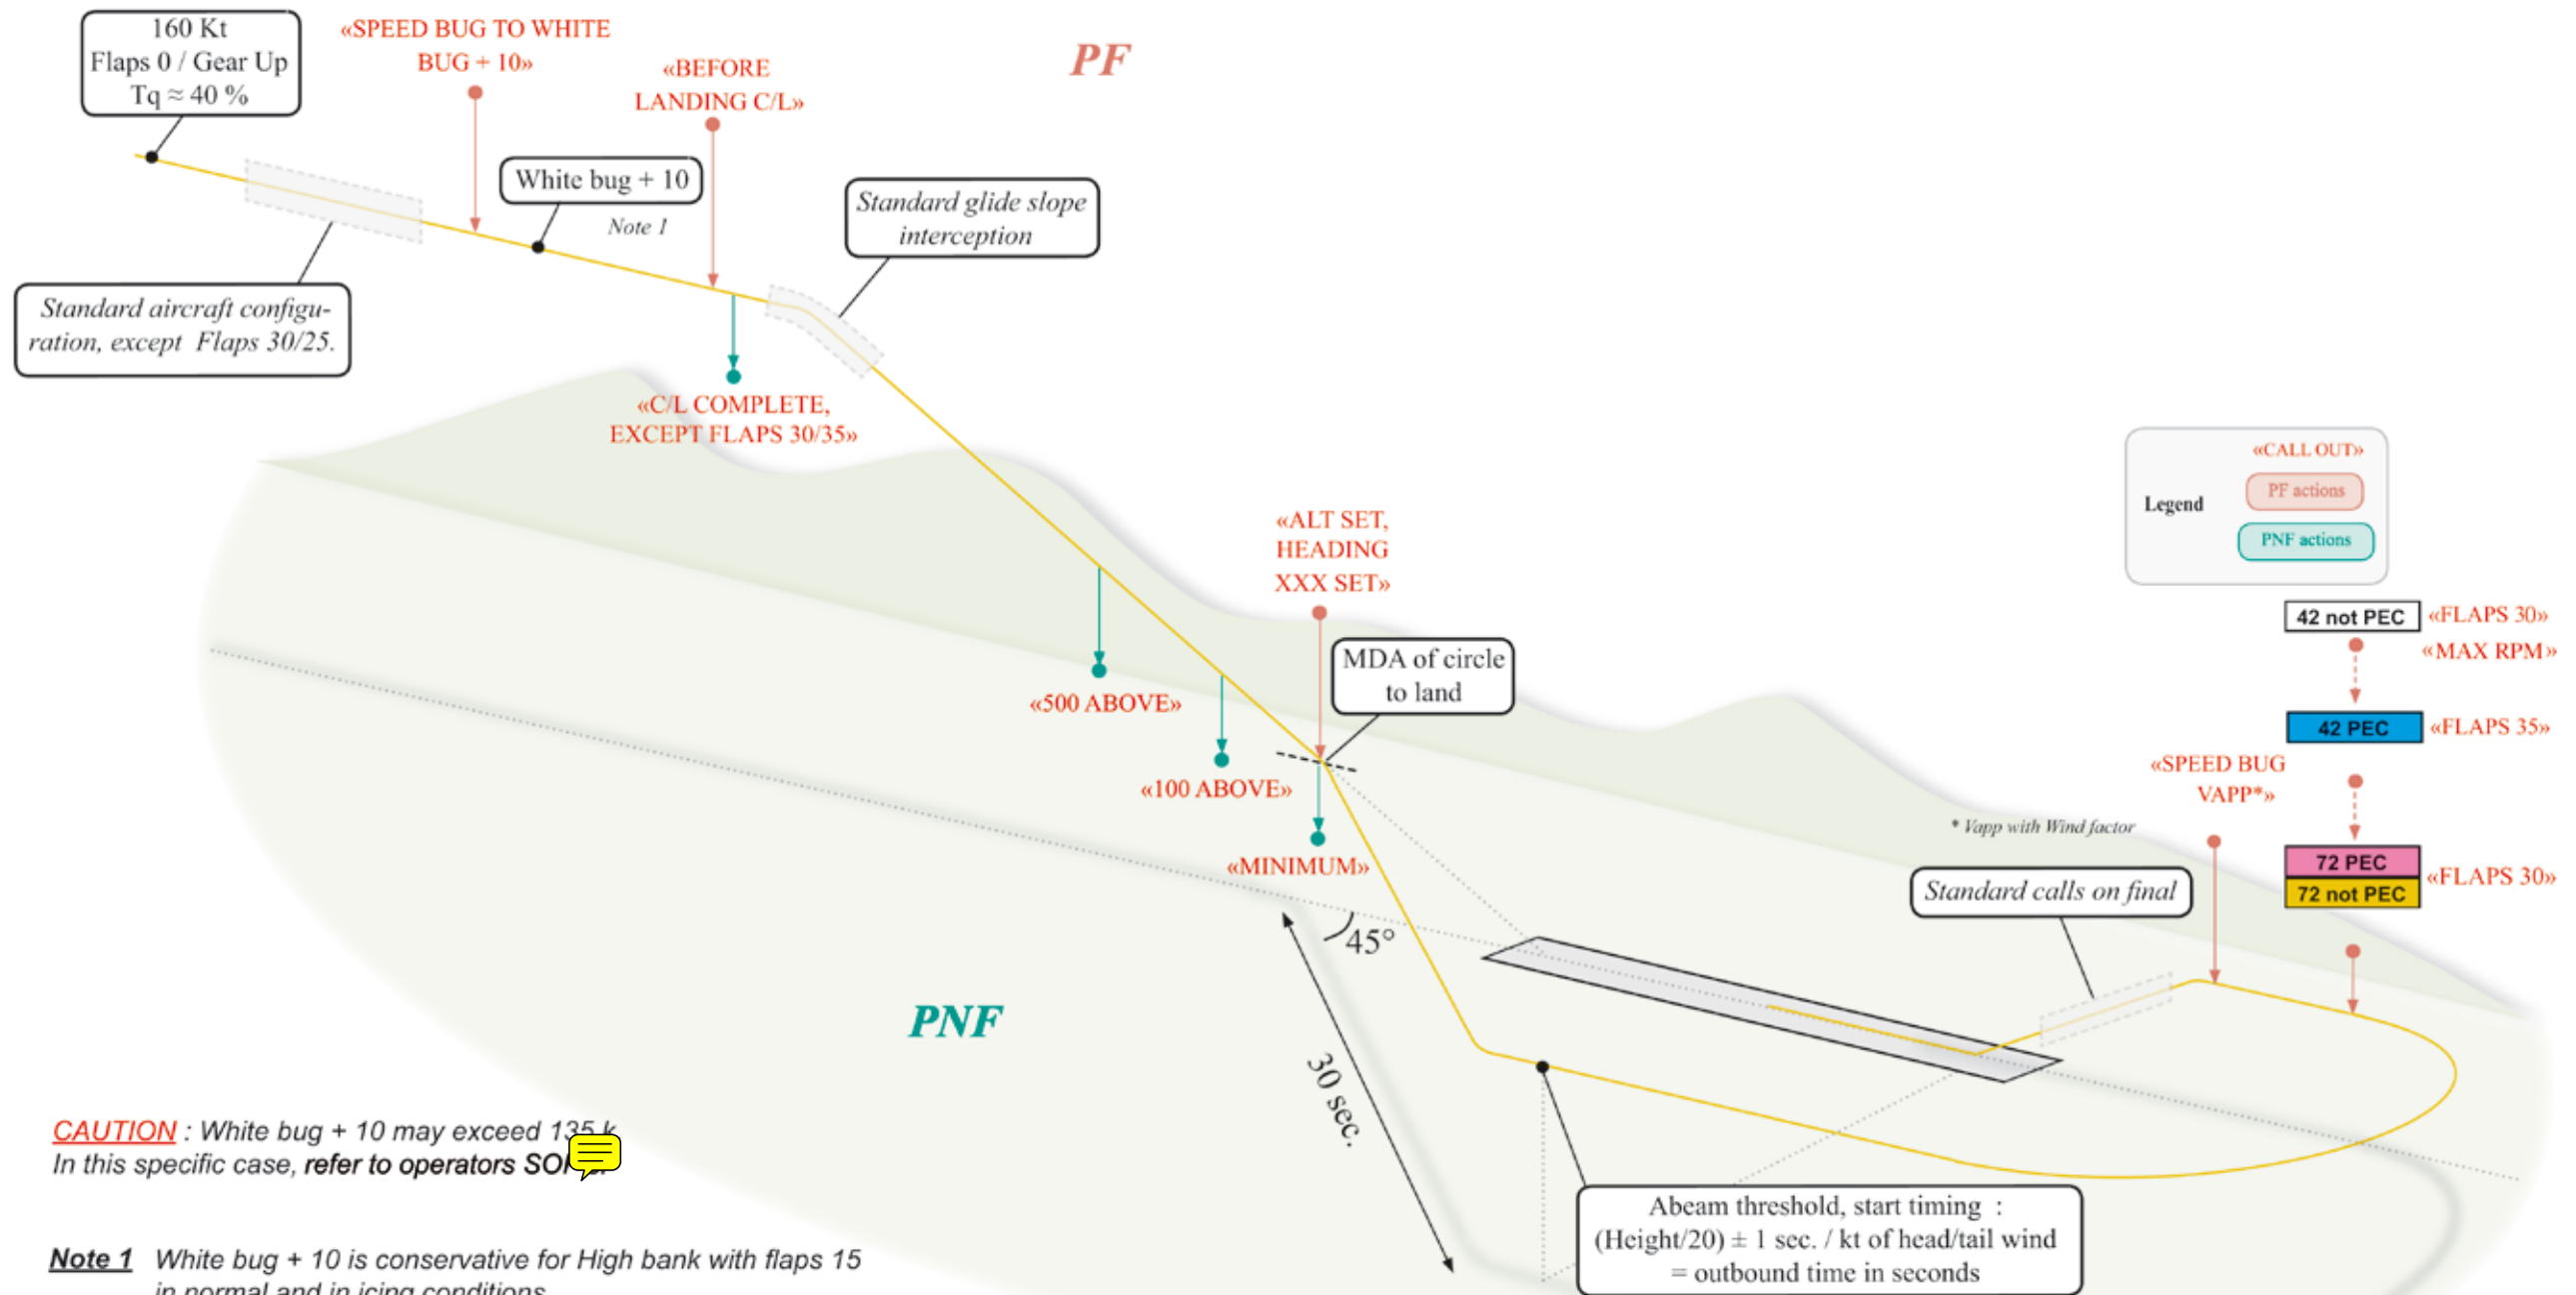 160 Kt
Flaps 0 / Gear Up
Tq ≈ 40 %
«SPEED BUG TO WHITE
BUG + 10»
«BEFORE
LANDING C/L»
PF
White bug + 10
Note 1
Standard glide slope
interception
Standard aircraft configu-
ration, except Flaps 30/25.
«C/L COMPLETE,
EXCEPT FLAPS 30/35»
«500 ABOVE»
«100 ABOVE»
«ALT SET,
HEADING
XXX SET»
MDA of circle
to land
«MINIMUM»
45°
30 sec.
PNF
Legend
«CALL OUT»
PF actions
PNF actions
42 not PEC «FLAPS 30»
«MAX RPM»
42 PEC «FLAPS 35»
«SPEED BUG
VAPP*»
* Vapp with Wind factor
72 PEC
72 not PEC
«FLAPS 30»
Standard calls on final
Abeam threshold, start timing :
(Height/20) ± 1 sec. / kt of head/tail wind
= outbound time in seconds
CAUTION : White bug + 10 may exceed 135 k
In this specific case, refer to operators
Note 1 White bug + 10 is conservative for High bank with flaps 15
in normal and in icing conditions